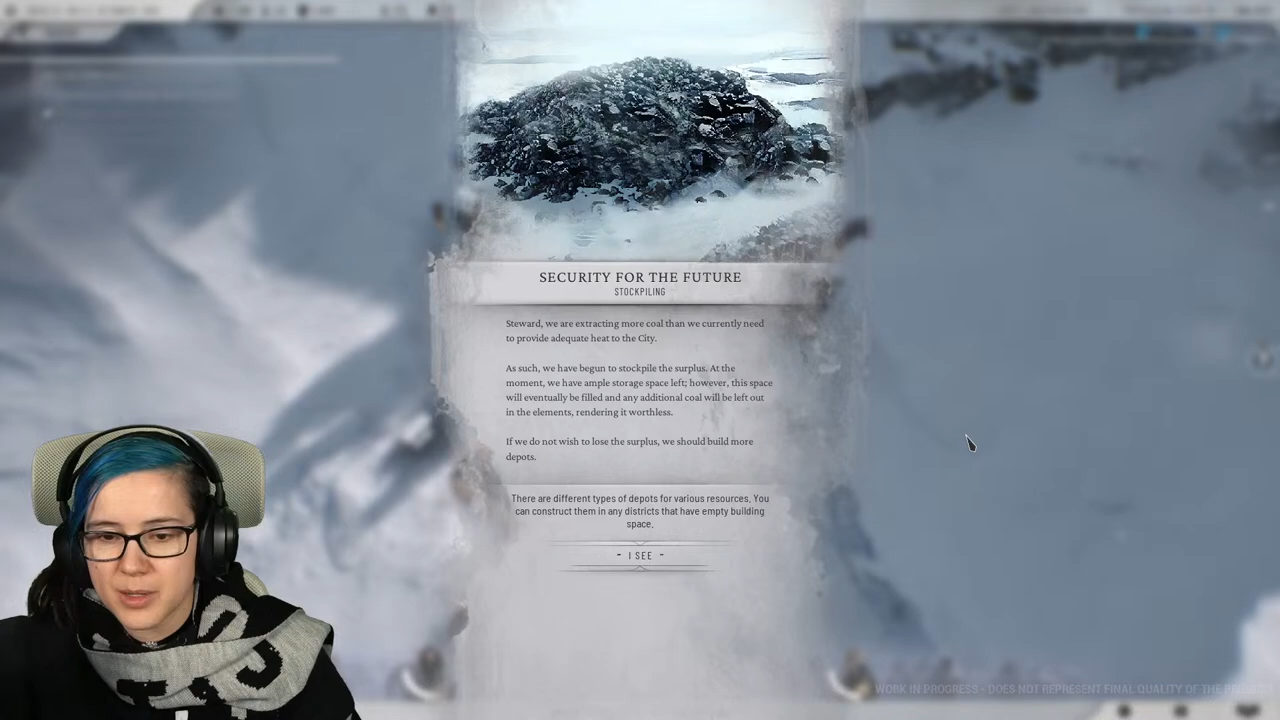 SECURITY FOR THE FUTURE
STOCKPILING
Steward, we are extracting more coal than we currently need
to provide adequate heat to the City.
As such, we have begun to stockpile the surplus. At the
moment, we have ample storage space left; however, this space
will eventually be filled and any additional coal will be left out
in the elements, rendering it worthless.
If we do not wish to lose the surplus, we should build more
depots.
There are different types of depots for various resources. You
can construct them in any districts that have empty building
space.
- I SEE -
WORK IN PROGRESS - DOES NOT REPRESENT FINAL QUALITY OF THE